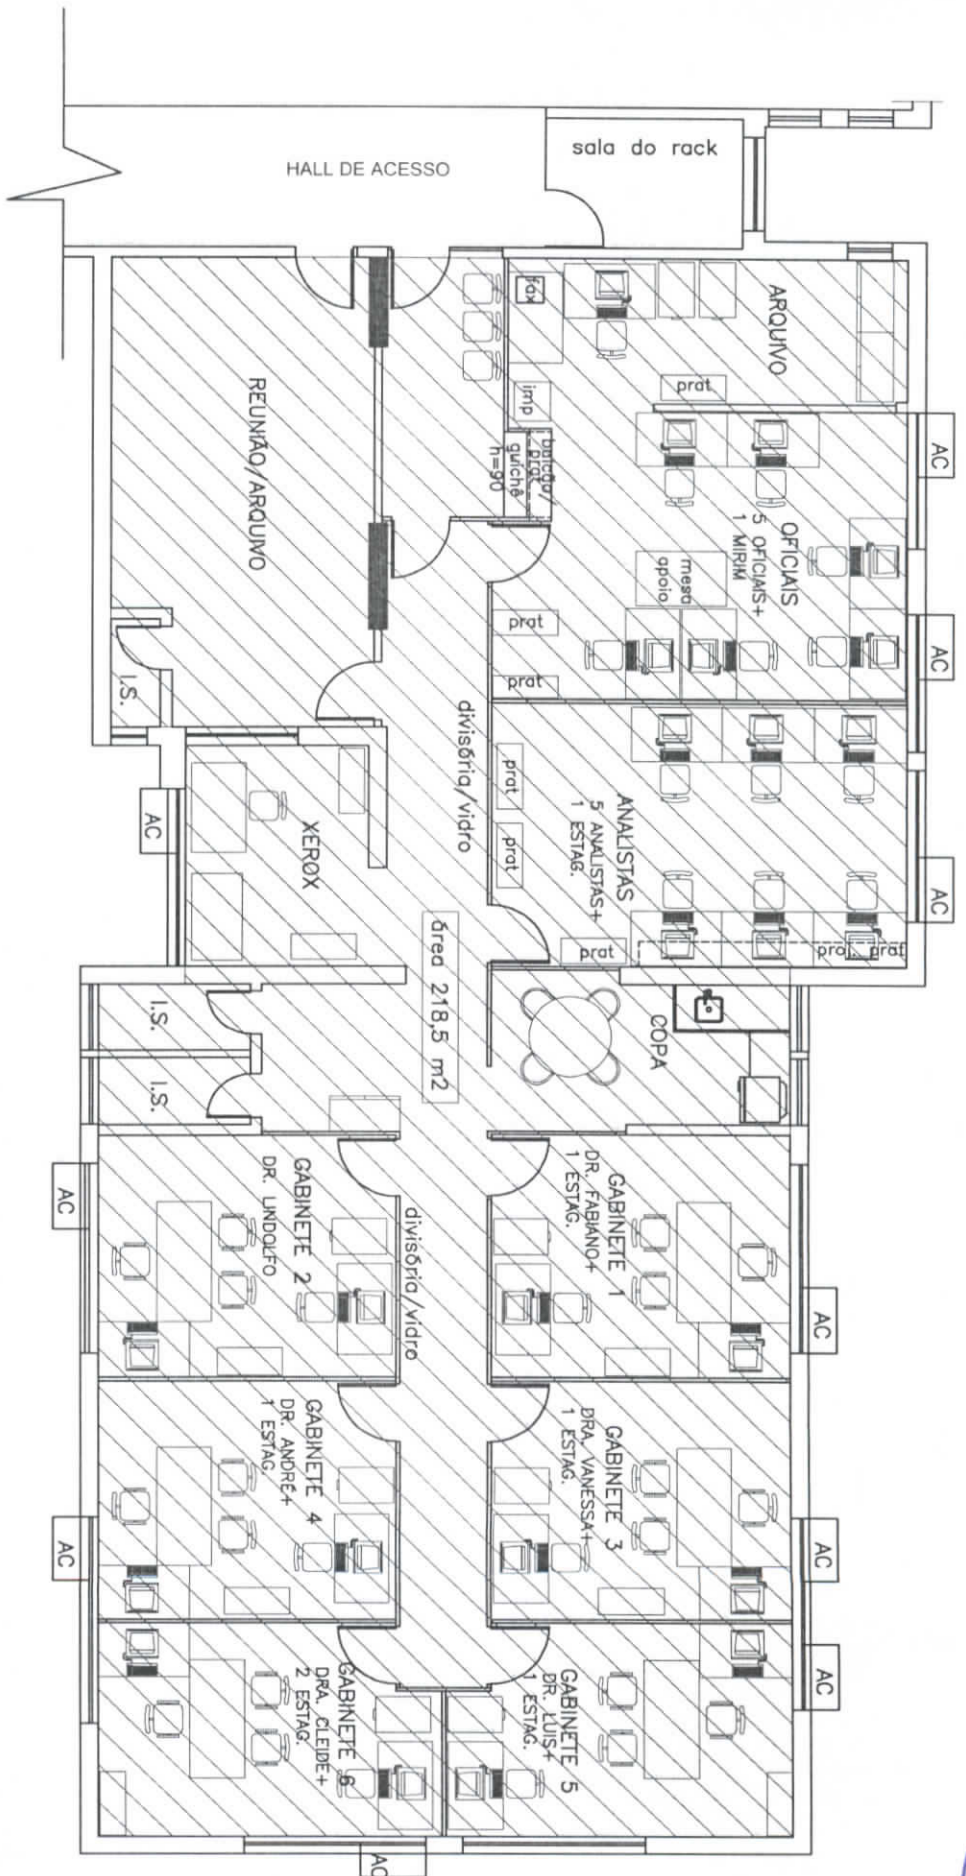 sala do rack
HALL DE ACESSO
ARQUIVO
fax
prat
imp
balcão/
prat
guichê
h=90
AC
REUNIÃO/ARQUIVO
OFICIAIS
5 OFICIAIS+
1 MIRIM
mesa
apoio
prat
prat
AC
I.S.
divisória/vidro
prat
prat
ANALISTAS
5 ANALISTAS+
1 ESTAG.
AC
XEROX
AC
prat
proj. prat
área 218,5 m2
COPA
I.S.
I.S.
GABINETE 2
DR. LINDOLFO
AC
GABINETE 1
DR. FABIANO+
1 ESTAG.
AC
divisória/vidro
GABINETE 4
DR. ANDRÉ+
1 ESTAG.
AC
GABINETE 3
DRA. VANESSA+
1 ESTAG.
AC
GABINETE 6
DRA. CLEIDE+
2 ESTAG.
GABINETE 5
DR. LUIS+
1 ESTAG.
AC
AC